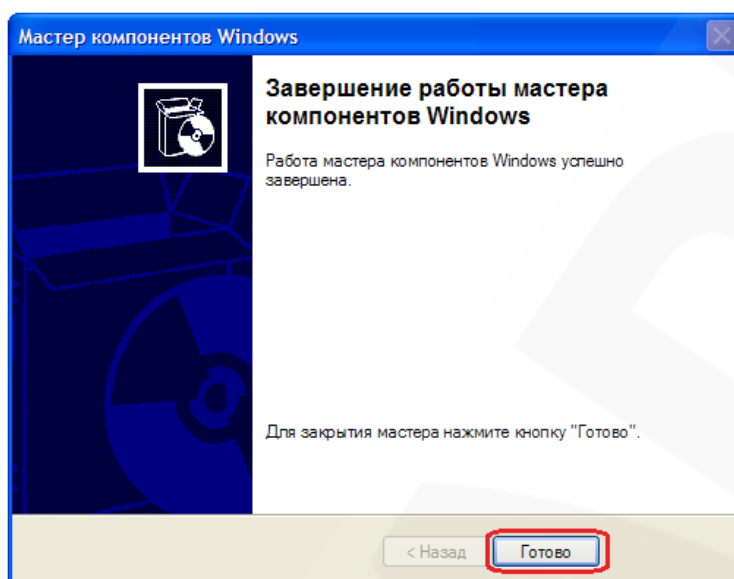 Мастер компонентов Windows
Завершение работы мастера
компонентов Windows
Работа мастера компонентов Windows успешно
завершена.
Для закрытия мастера нажмите кнопку "Готово".
< Назад
Готово